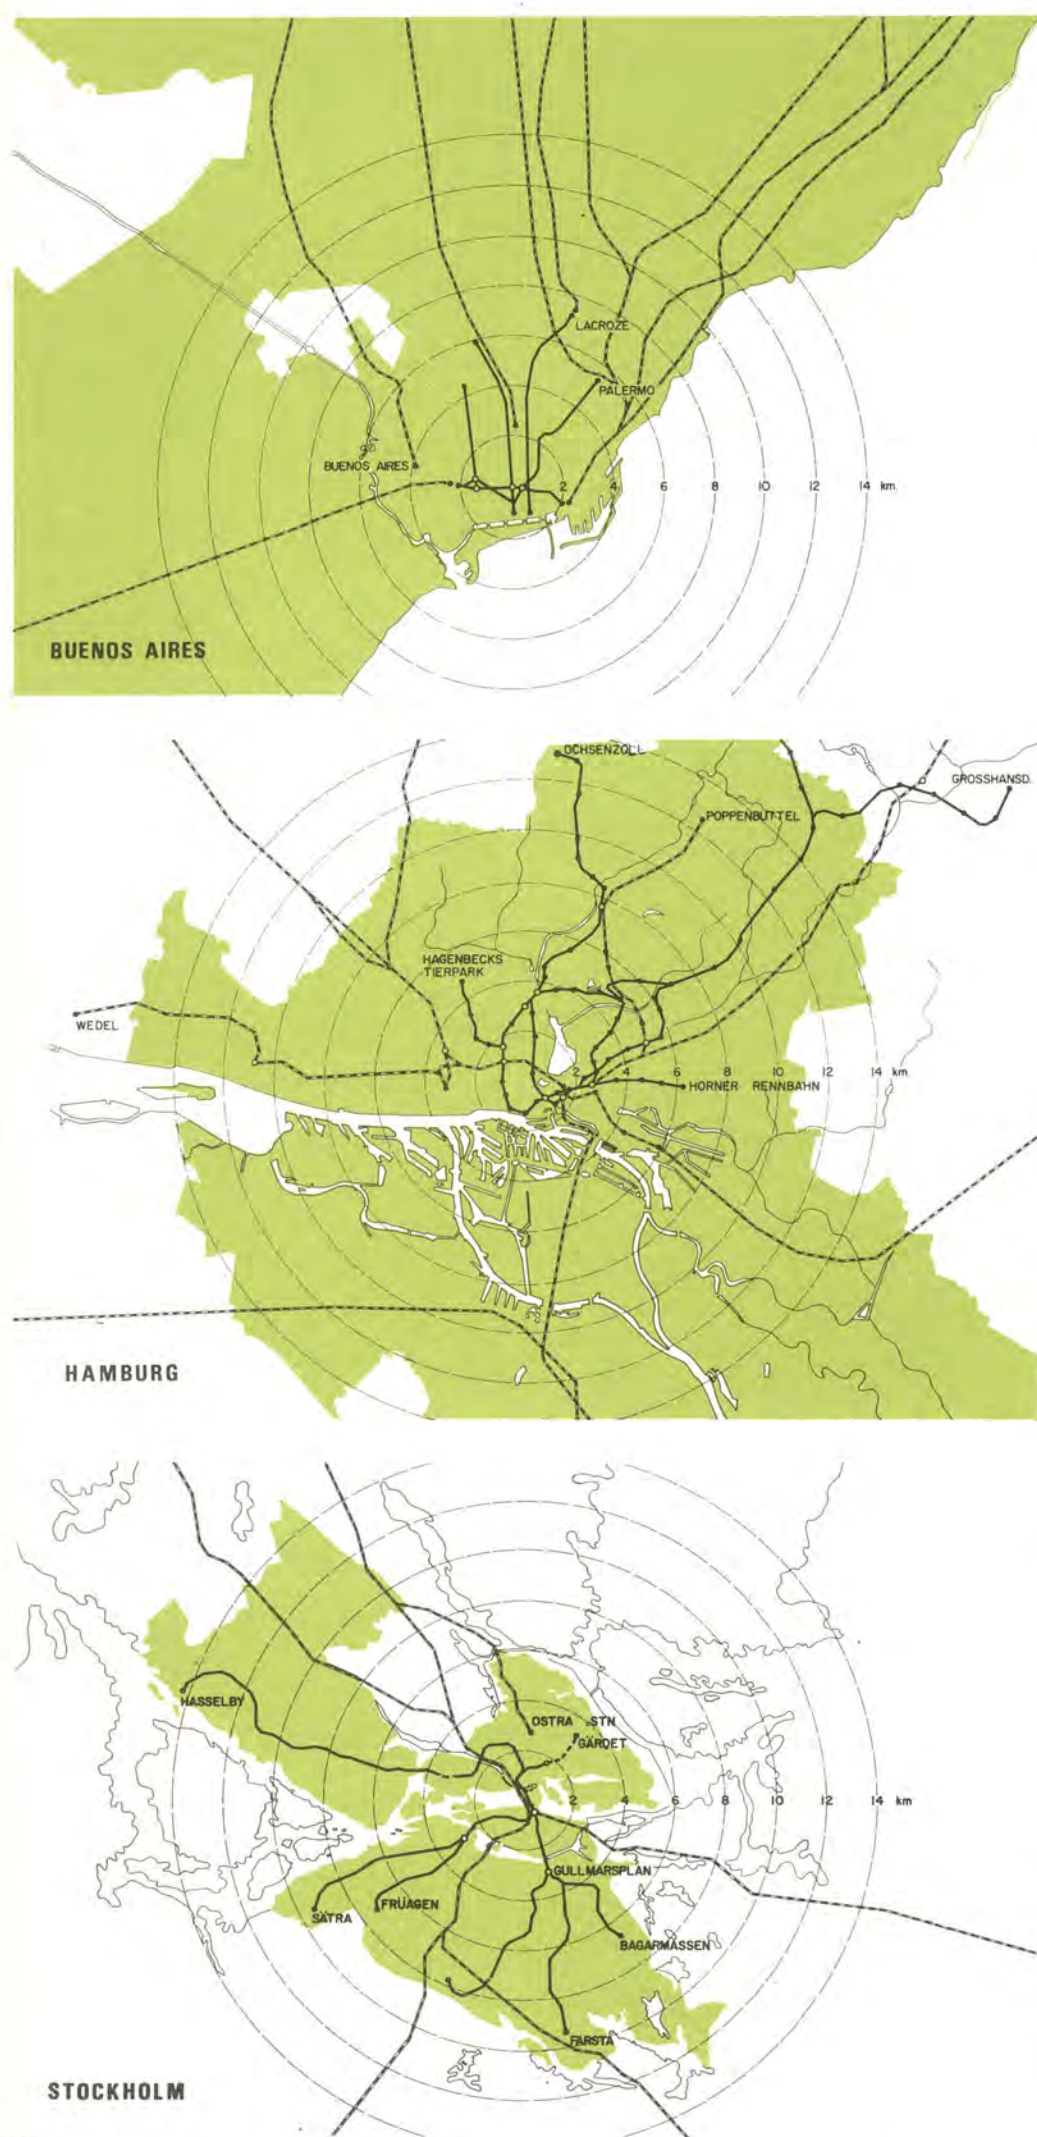 LACROZE
PALERMO
BUENOS AIRES
2 4 6 8 10 12 14 km.
BUENOS AIRES
OCHSENZOLL
GROSSHANSD.
POPPENBUTTEL
HAGENBECKS
TIERPARK
WEDEL
2 4 6 8 10 12 14 km.
HORNER RENNBAHN
HAMBURG
HASSELBY
OSTRA STN
GARDET
2 4 6 8 10 12 14 km
GULLMARSPLAN
FRÜAGEN
SATRA
BAGARMASSEN
FARSTA
STOCKHOLM